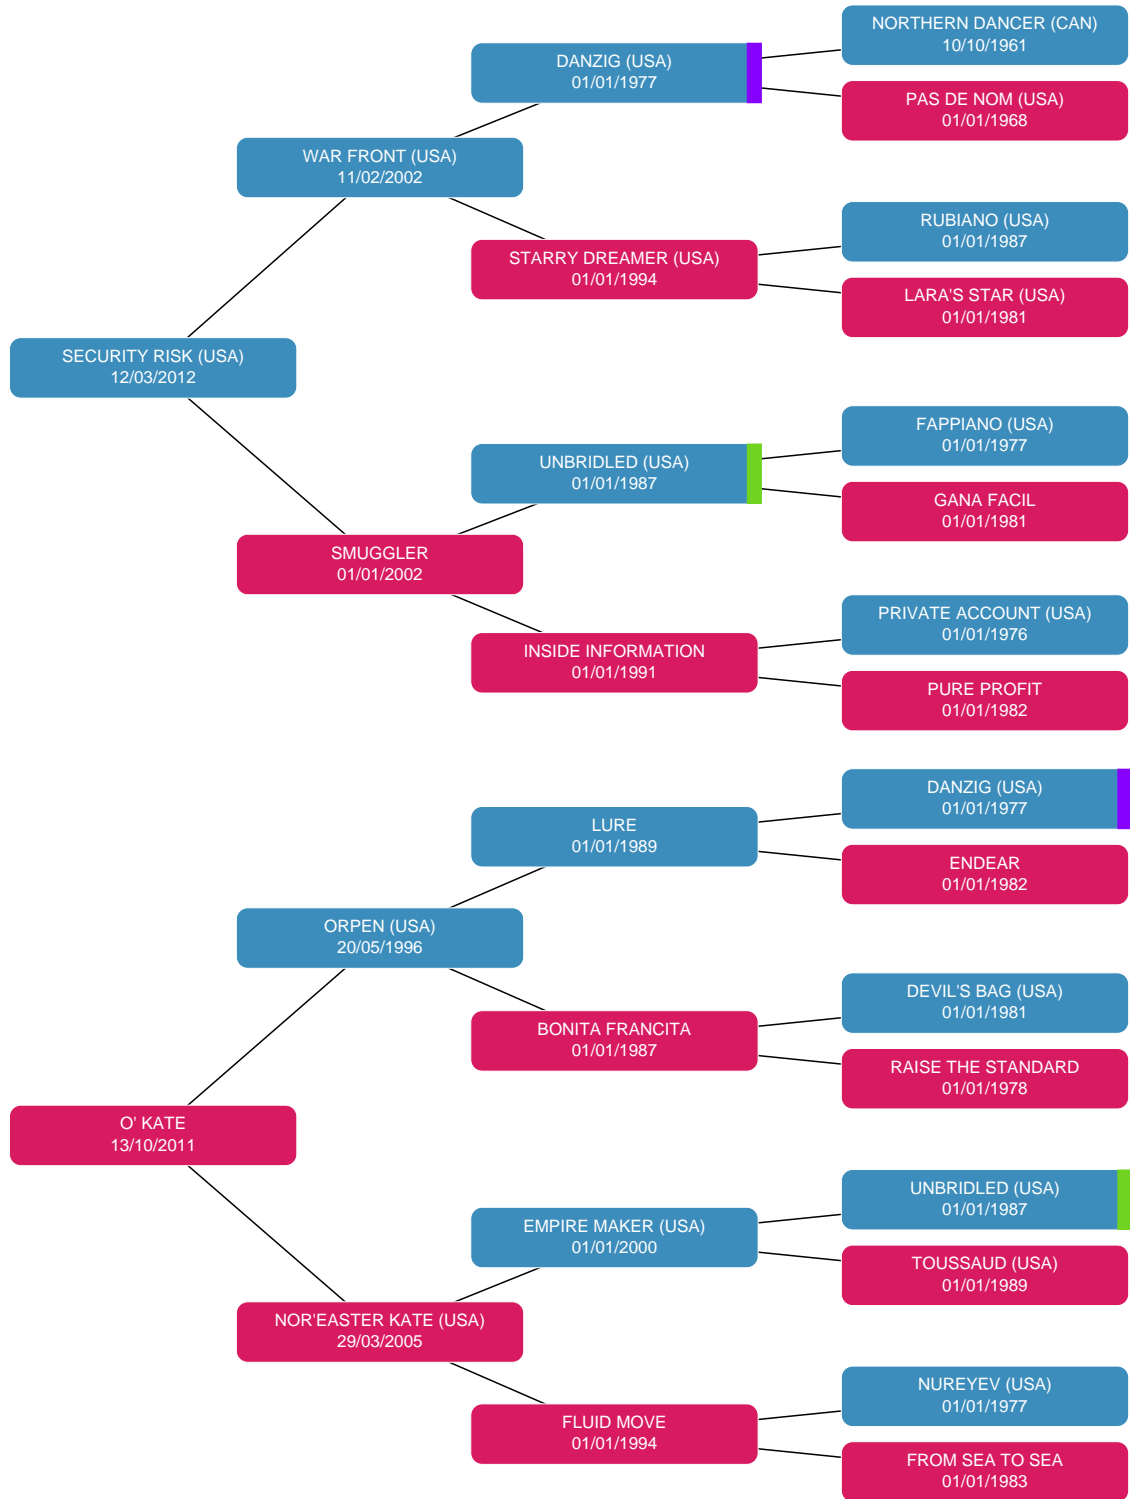 NORTHERN DANCER (CAN)
10/10/1961
DANZIG (USA)
01/01/1977
PAS DE NOM (USA)
01/01/1968
WAR FRONT (USA)
11/02/2002
RUBIANO (USA)
01/01/1987
STARRY DREAMER (USA)
01/01/1994
LARA'S STAR (USA)
01/01/1981
SECURITY RISK (USA)
12/03/2012
FAPPIANO (USA)
01/01/1977
UNBRIDLED (USA)
01/01/1987
GANA FACIL
01/01/1981
SMUGGLER
01/01/2002
PRIVATE ACCOUNT (USA)
01/01/1976
INSIDE INFORMATION
01/01/1991
PURE PROFIT
01/01/1982
DANZIG (USA)
01/01/1977
LURE
01/01/1989
ENDEAR
01/01/1982
ORPEN (USA)
20/05/1996
DEVIL'S BAG (USA)
01/01/1981
BONITA FRANCITA
01/01/1987
RAISE THE STANDARD
01/01/1978
O' KATE
13/10/2011
UNBRIDLED (USA)
01/01/1987
EMPIRE MAKER (USA)
01/01/2000
TOUSSAUD (USA)
01/01/1989
NOR'EASTER KATE (USA)
29/03/2005
NUREYEV (USA)
01/01/1977
FLUID MOVE
01/01/1994
FROM SEA TO SEA
01/01/1983